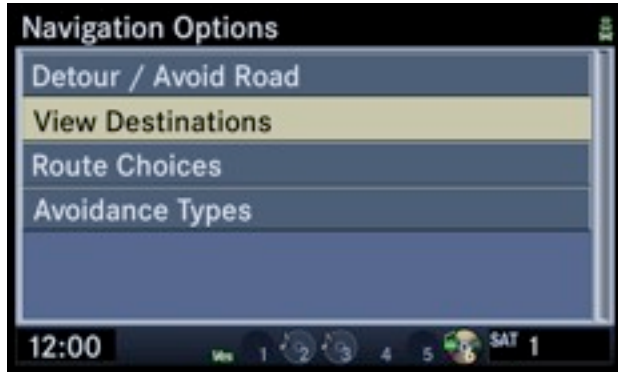 Navigation Options
Detour / Avoid Road
View Destinations
Route Choices
Avoidance Types
12:00 Ves 1 2 3 4 5 6 SAT 1